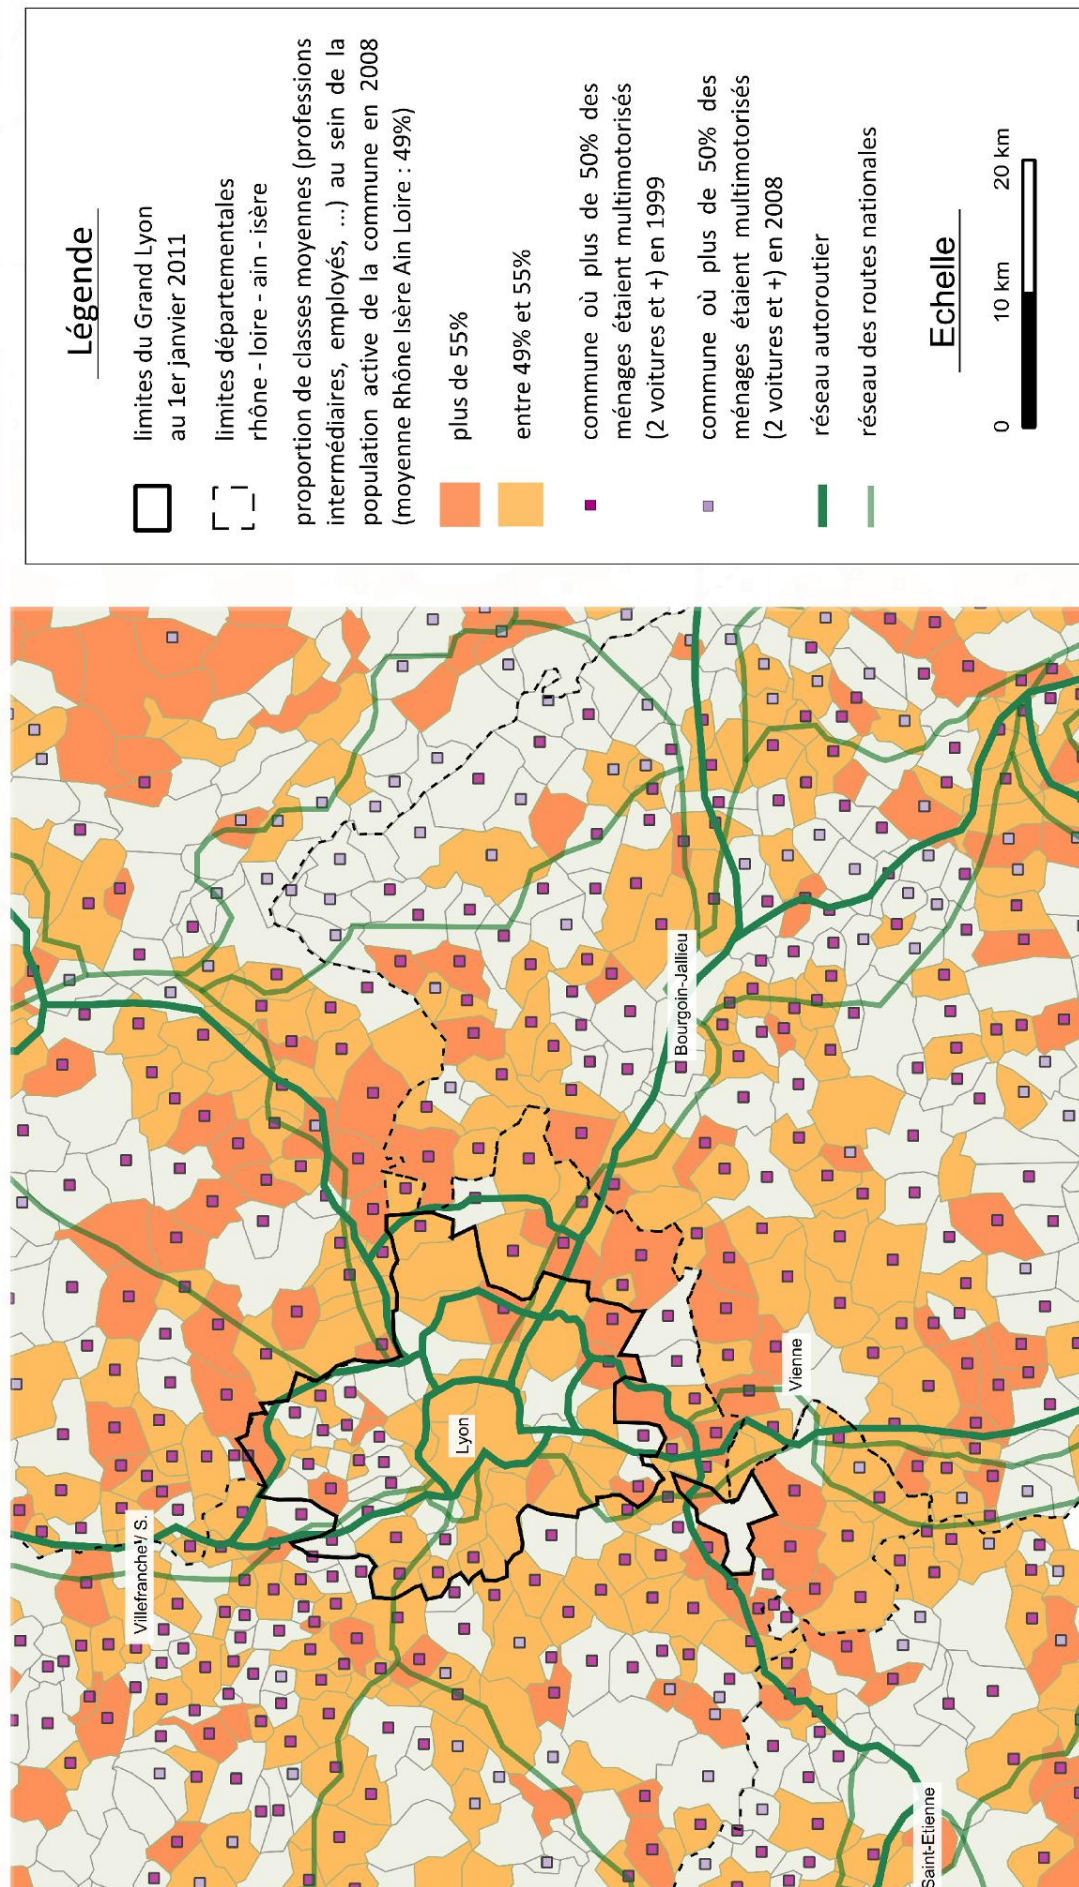 Légende
limites du Grand Lyon
au 1er janvier 2011
limites départementales
rhône - loire - ain - isère
proportion de classes moyennes (professions
intermédiaires, employés, ...) au sein de la
population active de la commune en 2008
(moyenne Rhône Isère Ain Loire : 49%)
plus de 55%
entre 49% et 55%
commune où plus de 50% des
ménages étaient multimotorisés
(2 voitures et +) en 1999
commune où plus de 50% des
ménages étaient multimotorisés
(2 voitures et +) en 2008
réseau autoroutier
réseau des routes nationales
Echelle
0 10 km 20 km
Villefranche/ S.
Lyon
Bourgoin-Jallieu
Vienne
Saint-Etienne